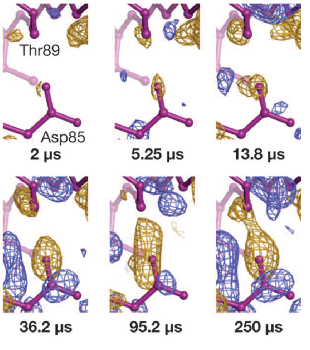 Thr89
Asp85
2 µs
5.25 µs
13.8 µs
36.2 µs
95.2 µs
250 µs